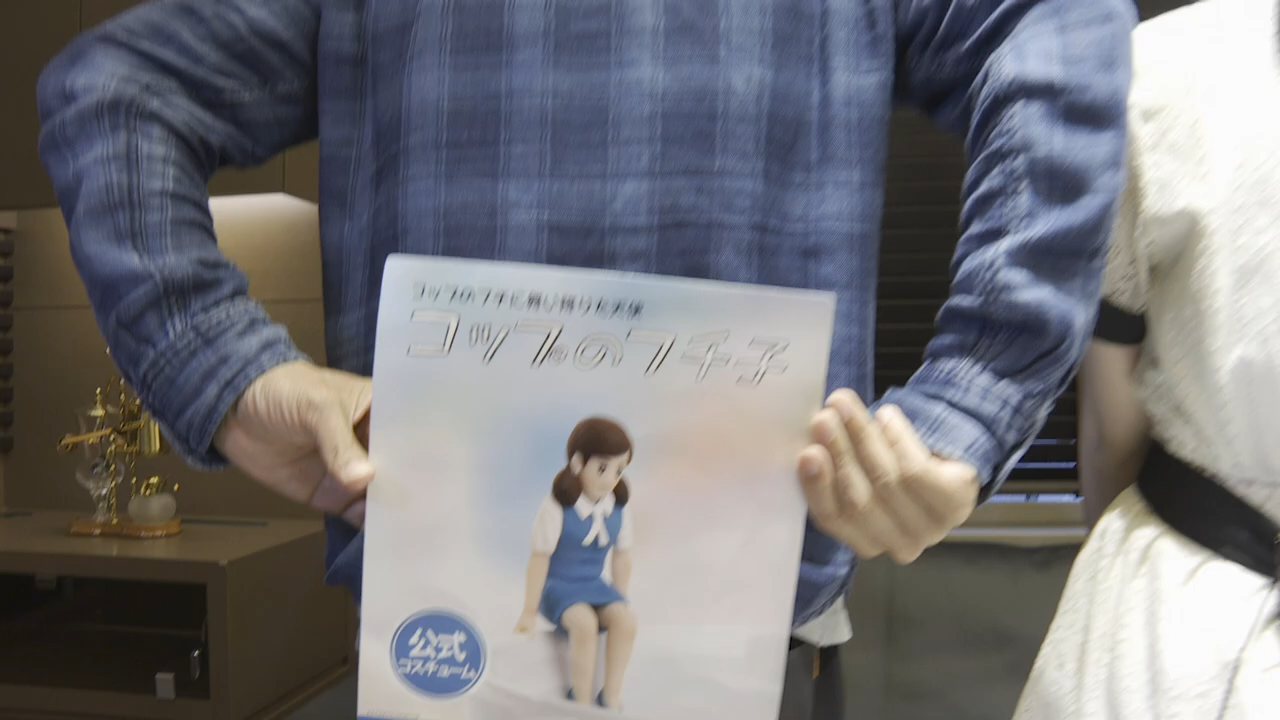 コップのフチに舞い降りた天使
コップのフチ子
公式
コスチューム